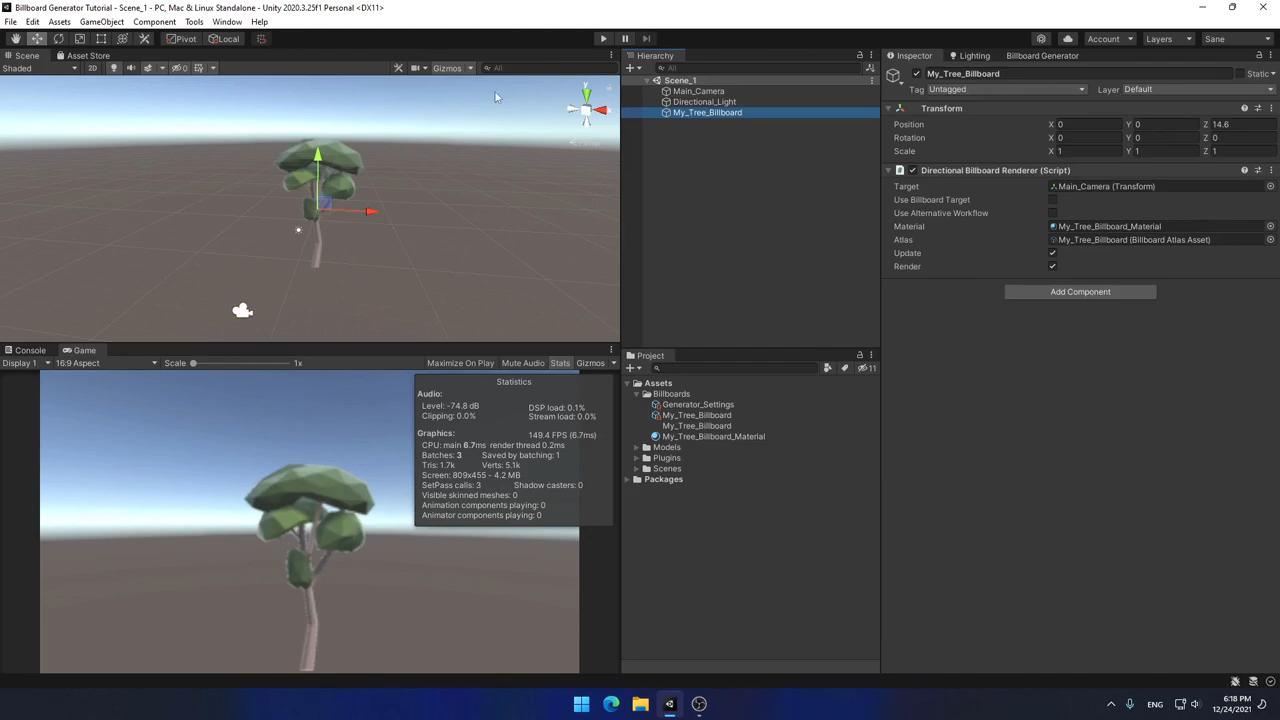 Billboard Generator Tutorial - Scene_1 - PC, Mac & Linux Standalone - Unity 2020.3.25f1 Personal <DX11>
File Edit Assets GameObject Component Tools Window Help
Pivot Local Account Layers Sane
Scene Asset Store
Shaded 2D 0 Gizmos All
y x
Console Game
Display 1 16:9 Aspect Scale 1x Maximize On Play Mute Audio Stats Gizmos
Statistics
Audio:
Level: -74.8 dB DSP load: 0.1%
Clipping: 0.0% Stream load: 0.0%
Graphics: 149.4 FPS (6.7ms)
CPU: main 6.7ms render thread 0.2ms
Batches: 3 Saved by batching: 1
Tris: 1.7k Verts: 5.1k
Screen: 809x455 - 4.2 MB
SetPass calls: 3 Shadow casters: 0
Visible skinned meshes: 0
Animation components playing: 0
Animator components playing: 0
Hierarchy
All
Scene_1
Main_Camera
Directional_Light
My_Tree_Billboard
Project
11
Assets
Billboards
Generator_Settings
My_Tree_Billboard
My_Tree_Billboard
My_Tree_Billboard_Material
Models
Plugins
Scenes
Packages
Inspector Lighting Billboard Generator
My_Tree_Billboard Static
Tag Untagged Layer Default
Transform
Position X 0 Y 0 Z 14.6
Rotation X 0 Y 0 Z 0
Scale X 1 Y 1 Z 1
Directional Billboard Renderer (Script)
Target Main_Camera (Transform)
Use Billboard Target
Use Alternative Workflow
Material My_Tree_Billboard_Material
Atlas My_Tree_Billboard (Billboard Atlas Asset)
Update
Render
Add Component
ENG 6:18 PM
12/24/2021